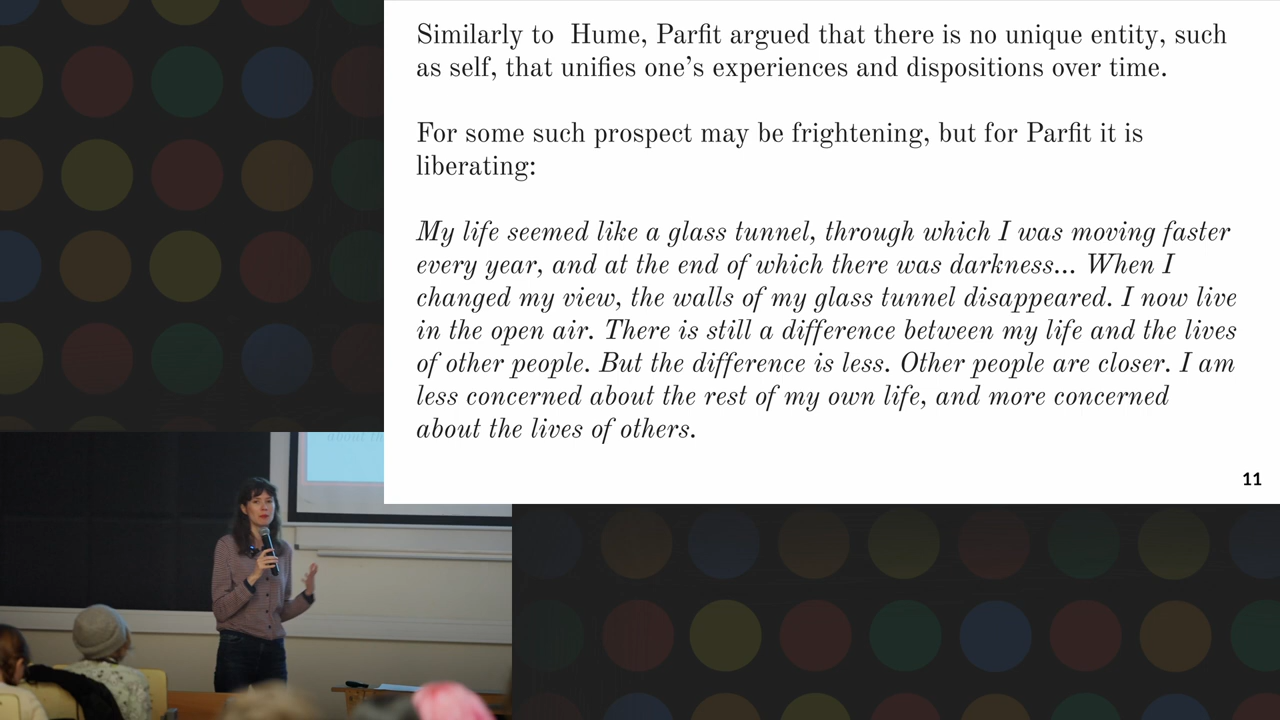 Similarly to  Hume, Parfit argued that there is no unique entity, such
as self, that unifies one’s experiences and dispositions over time.
For some such prospect may be frightening, but for Parfit it is
liberating:
My life seemed like a glass tunnel, through which I was moving faster
every year, and at the end of which there was darkness... When I
changed my view, the walls of my glass tunnel disappeared. I now live
in the open air. There is still a difference between my life and the lives
of other people. But the difference is less. Other people are closer. I am
less concerned about the rest of my own life, and more concerned
about the lives of others.
11
about th